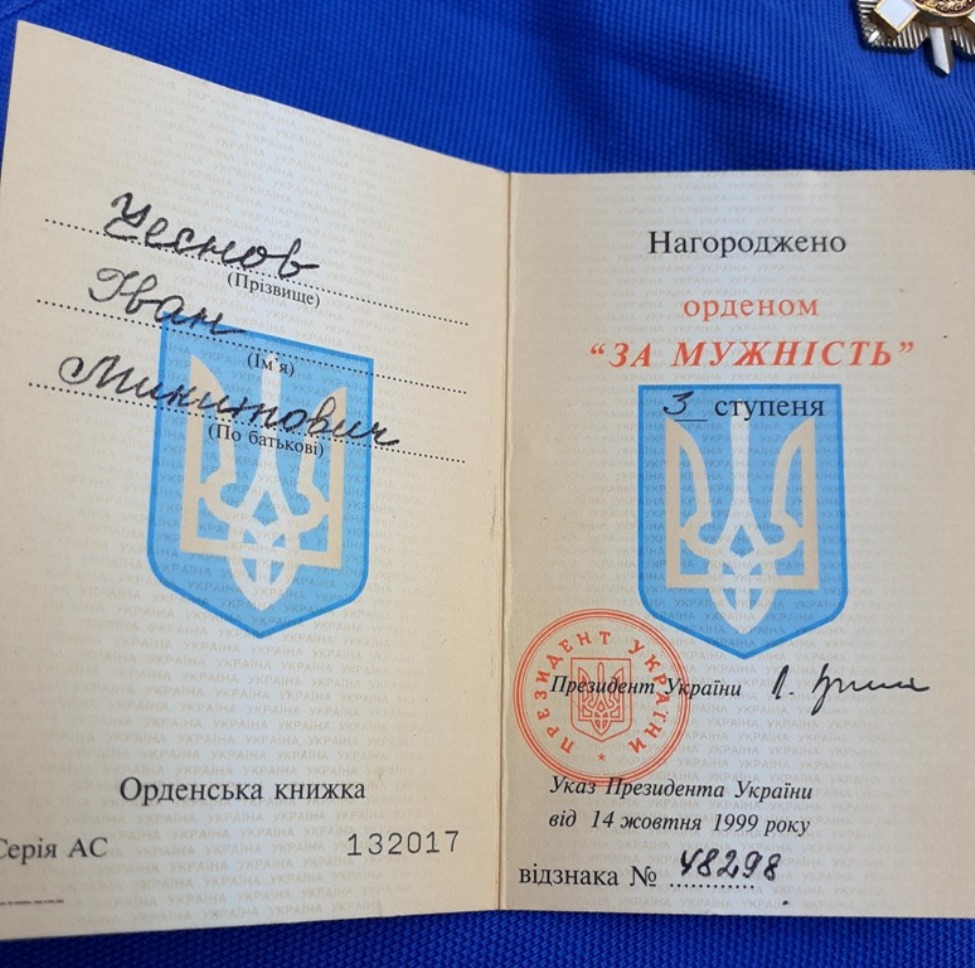 Чеснов
(Прізвище)
Іван
(Ім'я)
Микитович
(По батькові)
Орденська книжка
Серія АС 132017
Нагороджено
орденом
“ЗА МУЖНІСТЬ”
3 ступеня
ПРЕЗИДЕНТ УКРАЇНИ
Президент України
Указ Президента України
від 14 жовтня 1999 року
відзнака № 48298